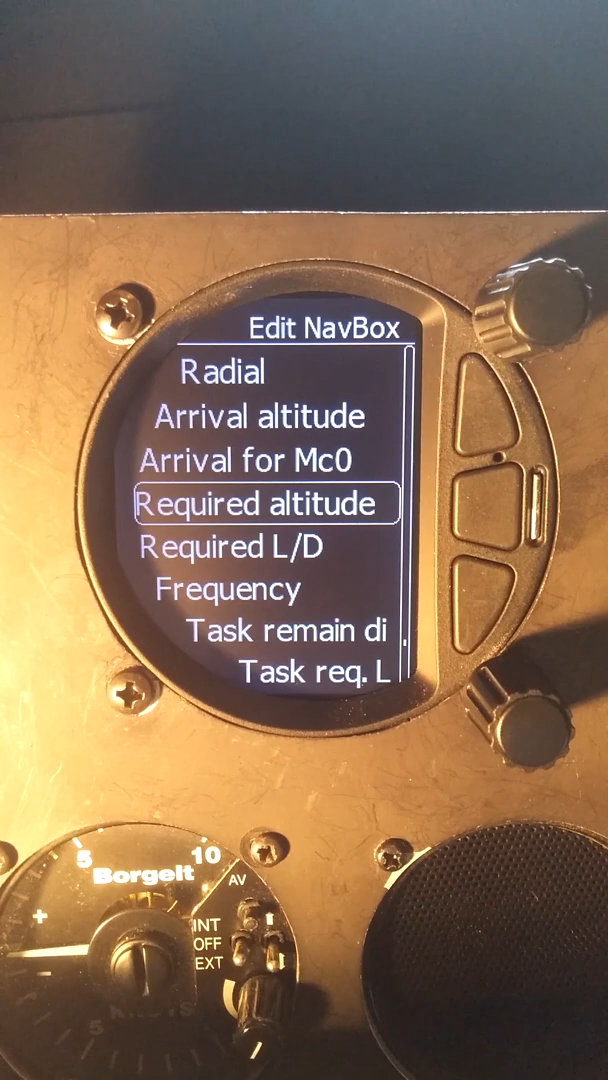 Edit NavBox
Radial
Arrival altitude
Arrival for Mc0
Required altitude
Required L/D
Frequency
Task remain di
Task req. L
5 10
Borgelt
AV
+
INT
OFF
-
EXT
5